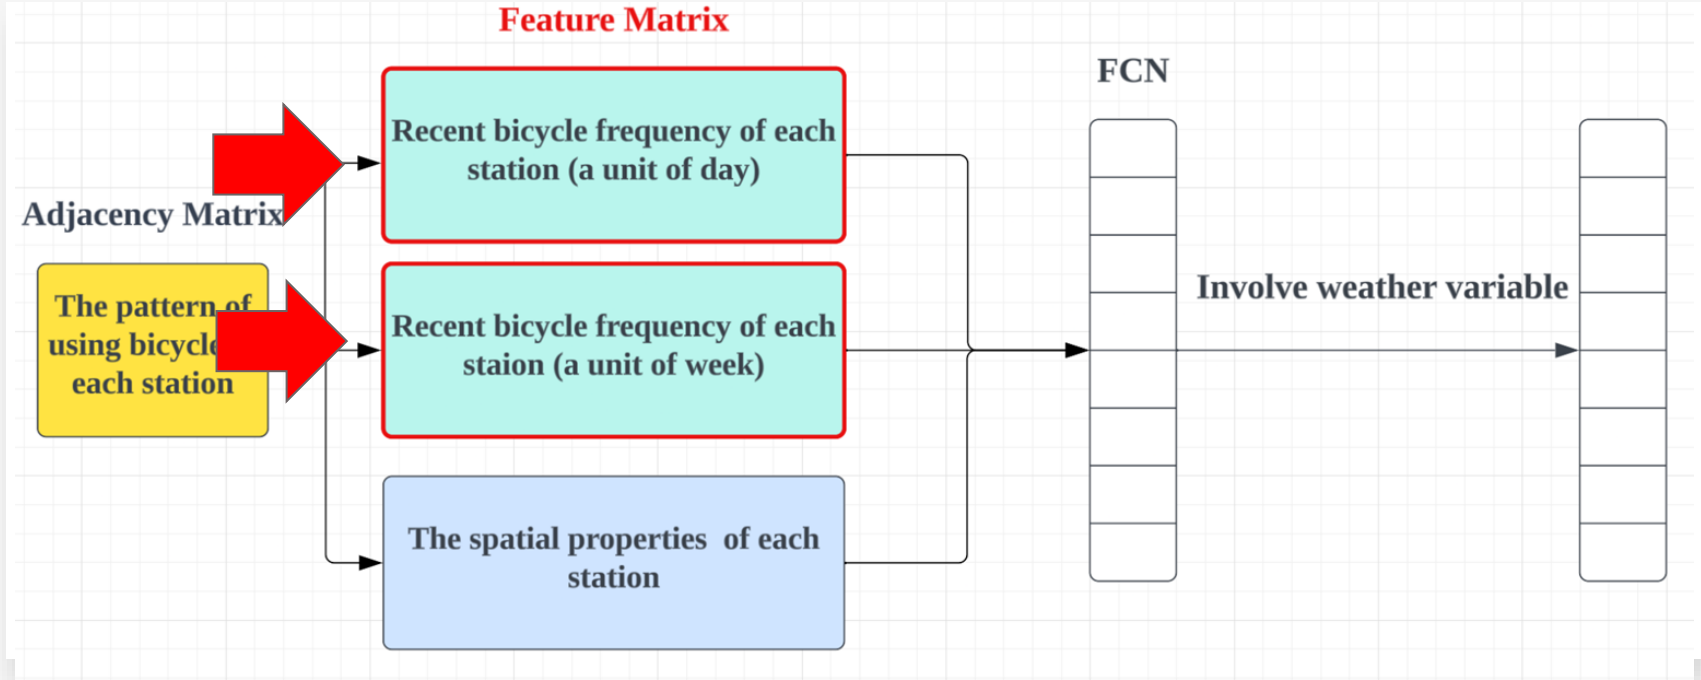 Feature Matrix
FCN
Recent bicycle frequency of each
station (a unit of day)
Adjacency Matrix
The pattern of
using bicycle
each station
Recent bicycle frequency of each
staion (a unit of week)
Involve weather variable
The spatial properties  of each
station